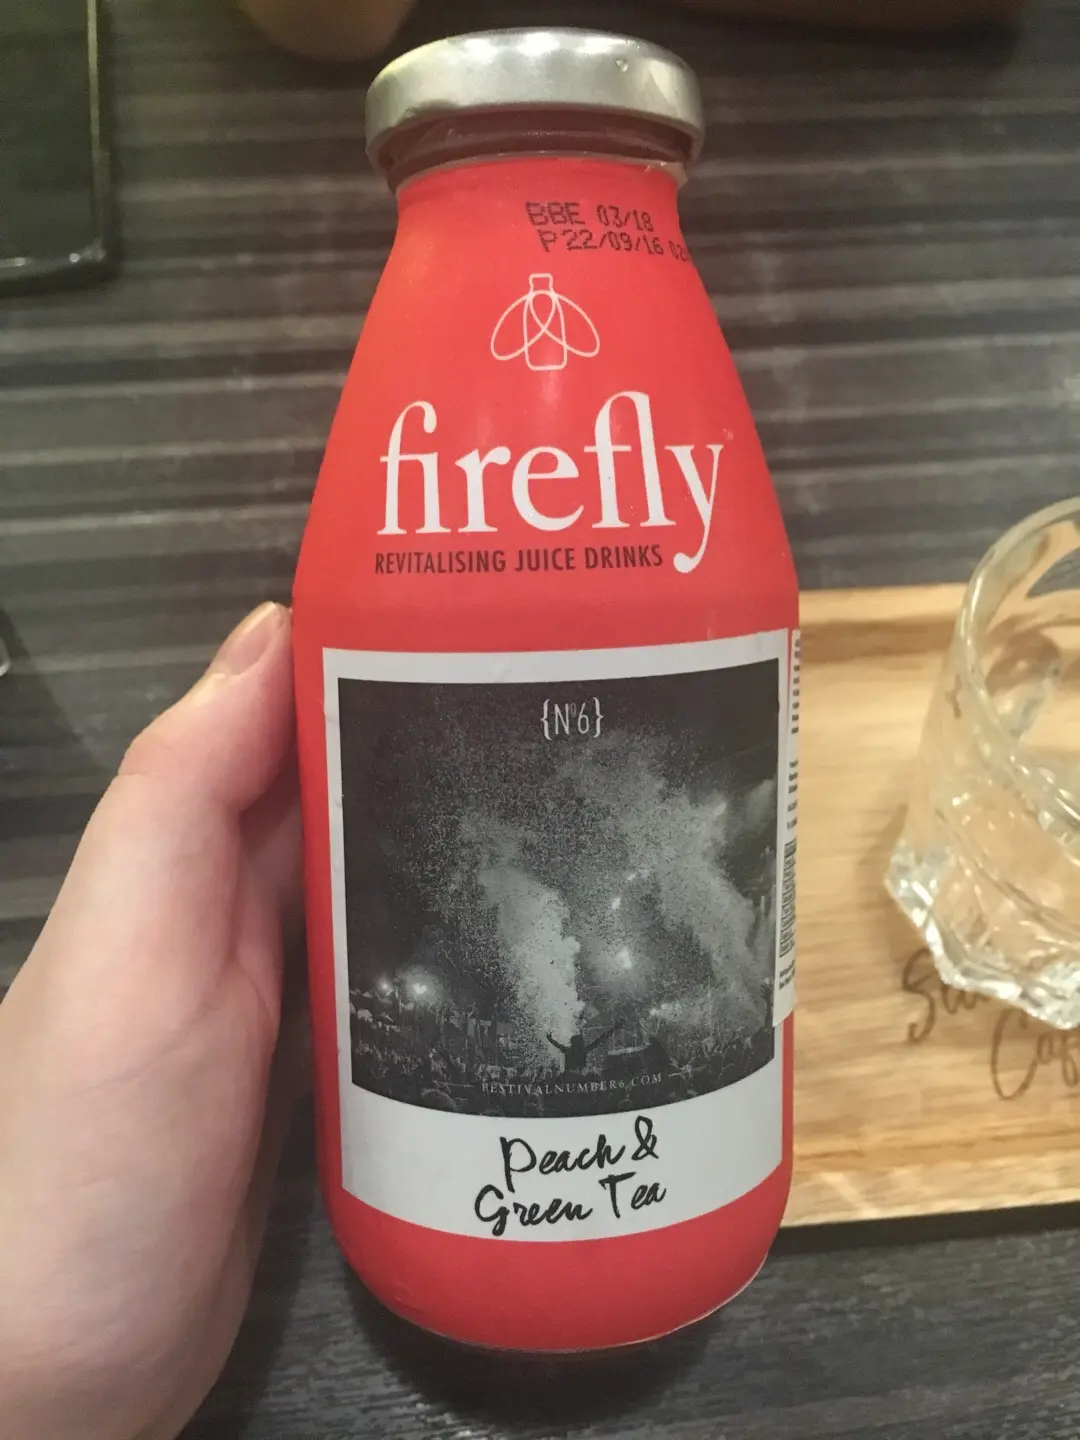 BBE 03/18
P22/09/16
firefly
REVITALISING JUICE DRINKS
{Nº6}
FESTIVALNUMBER6.COM
Peach &
Green Tea